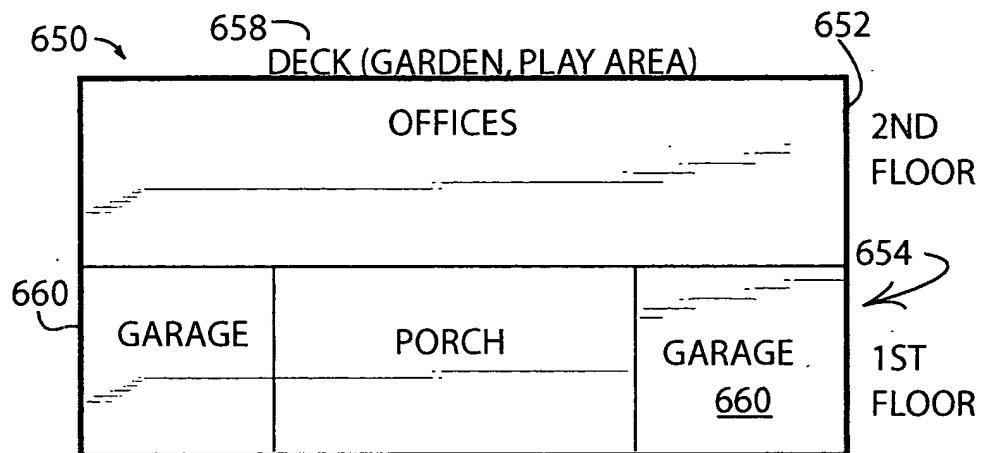 650
658
652
DECK (GARDEN, PLAY AREA)
OFFICES
2ND
FLOOR
654
660
GARAGE
PORCH
GARAGE
660
1ST
FLOOR